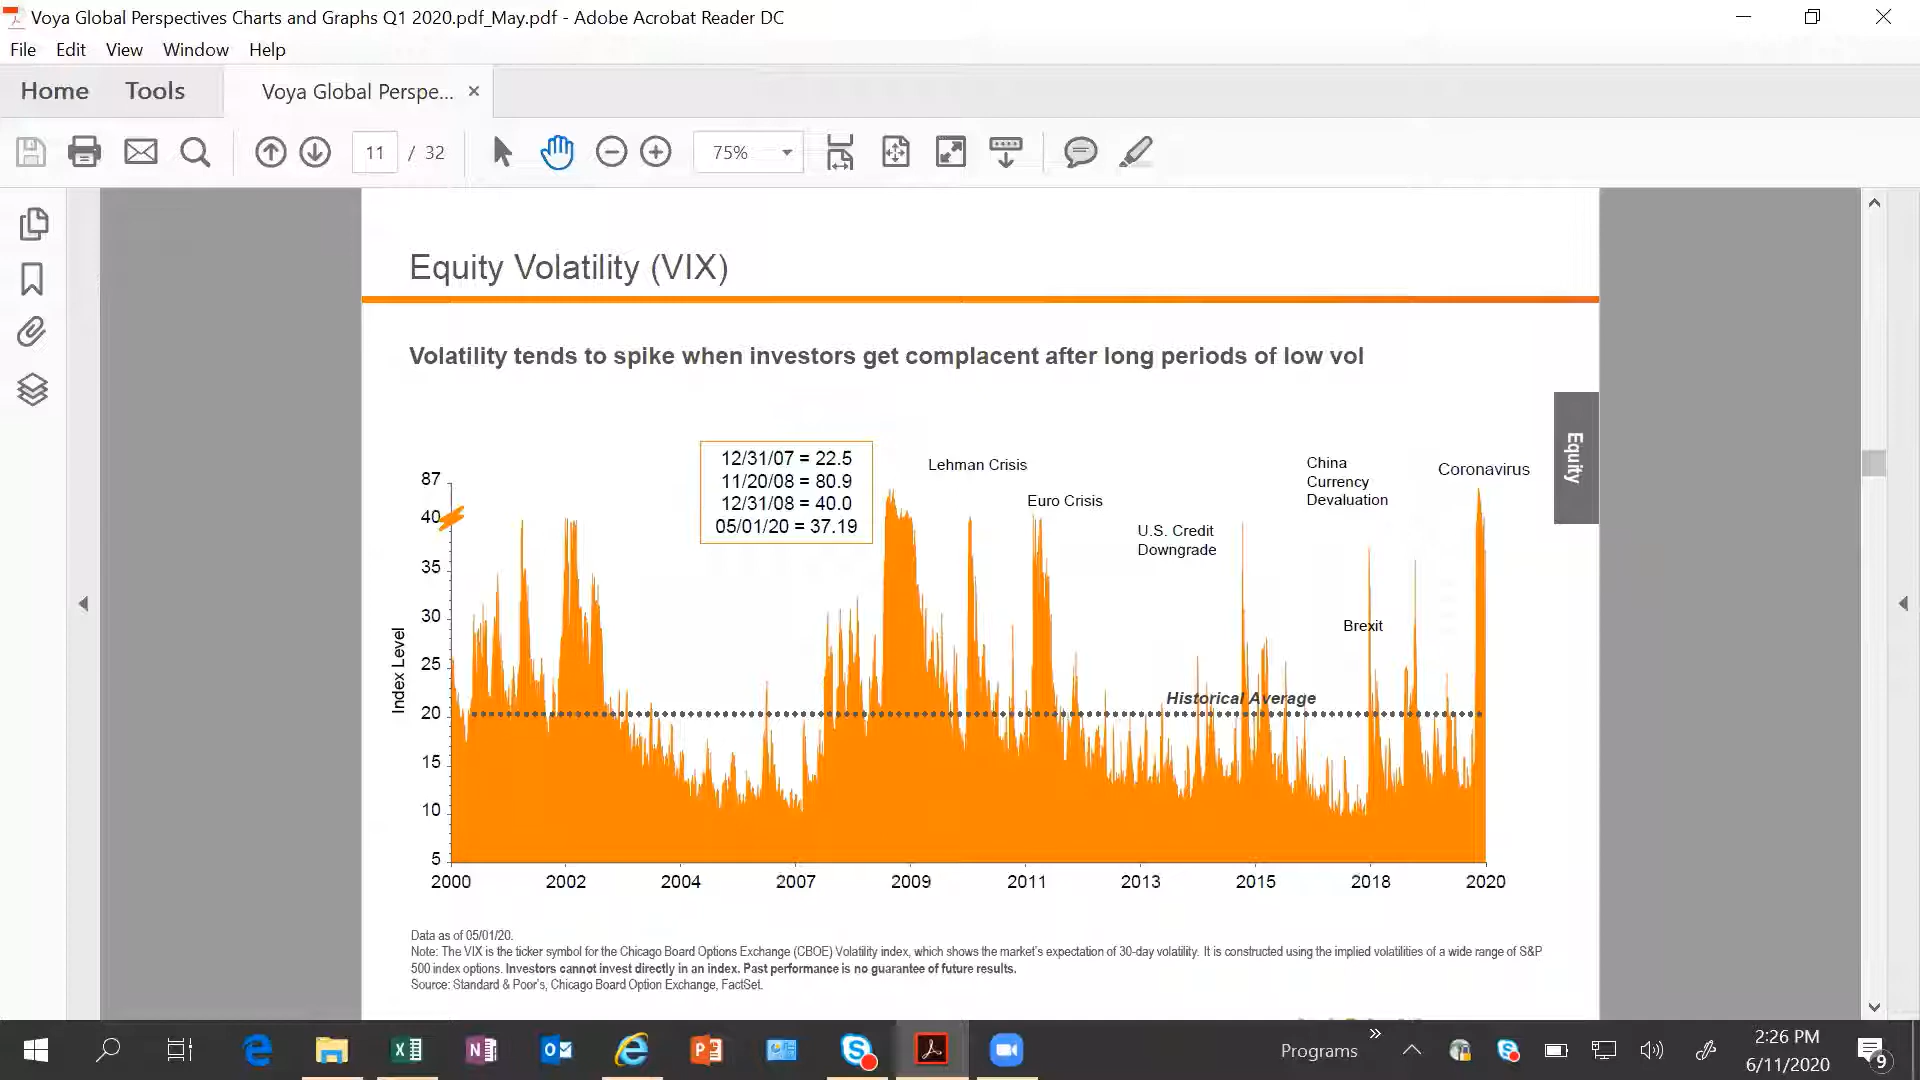 Voya Global Perspectives Charts and Graphs Q1 2020.pdf_May.pdf - Adobe Acrobat Reader DC
File Edit View Window Help
Home Tools Voya Global Perspe... ×
11 / 32 75%
Equity Volatility (VIX)
Volatility tends to spike when investors get complacent after long periods of low vol
Equity
12/31/07 = 22.5
11/20/08 = 80.9
12/31/08 = 40.0
05/01/20 = 37.19
Lehman Crisis
Euro Crisis
U.S. Credit
Downgrade
China
Currency
Devaluation
Coronavirus
Brexit
Historical Average
Index Level
87
40
35
30
25
20
15
10
5
2000 2002 2004 2007 2009 2011 2013 2015 2018 2020
Data as of 05/01/20.
Note: The VIX is the ticker symbol for the Chicago Board Options Exchange (CBOE) Volatility index, which shows the market's expectation of 30-day volatility. It is constructed using the implied volatilities of a wide range of S&P
500 index options. Investors cannot invest directly in an index. Past performance is no guarantee of future results.
Source: Standard & Poor's, Chicago Board Option Exchange, FactSet.
Programs
2:26 PM
6/11/2020
9